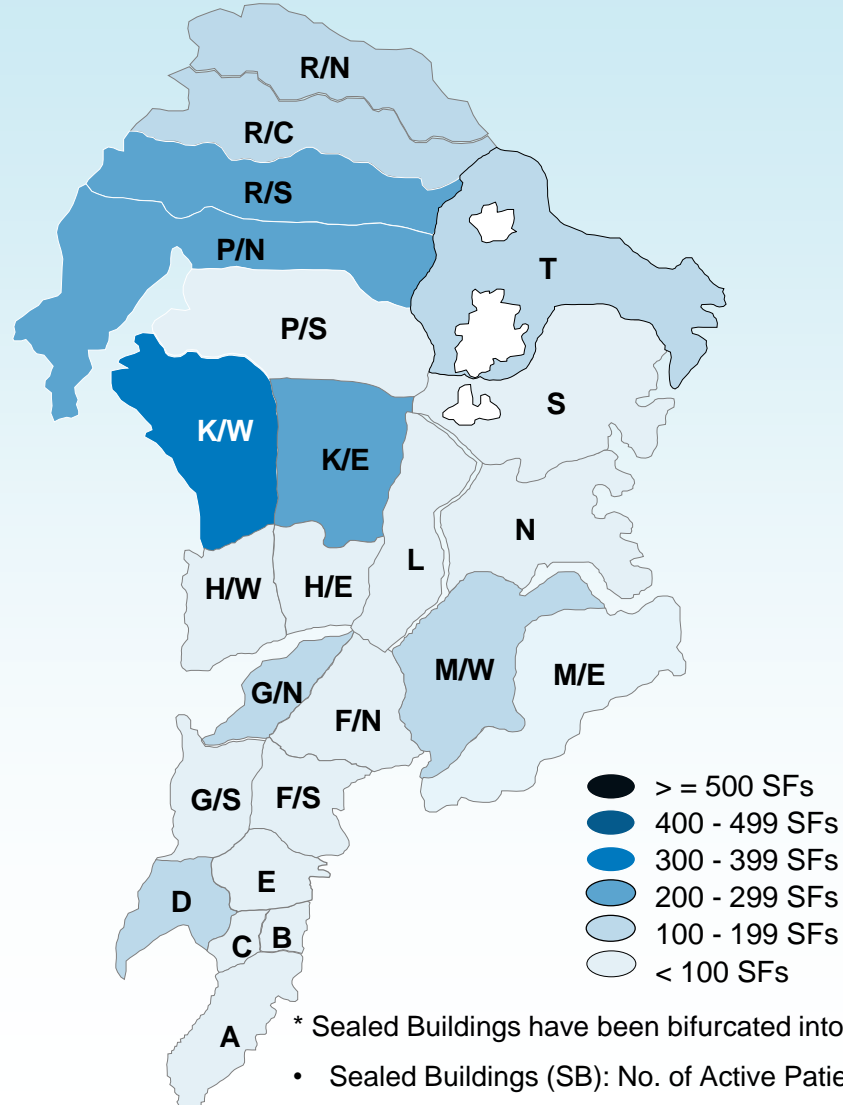 R/N
R/C
R/S
P/N
T
P/S
S
K/W
K/E
N
L
H/W
H/E
M/W
M/E
G/N
F/N
G/S
F/S
E
D
B
C
A
> = 500 SFs
400 - 499 SFs
300 - 399 SFs
200 - 299 SFs
100 - 199 SFs
< 100 SFs
* Sealed Buildings have been bifurcated into
• Sealed Buildings (SB): No. of Active Patie